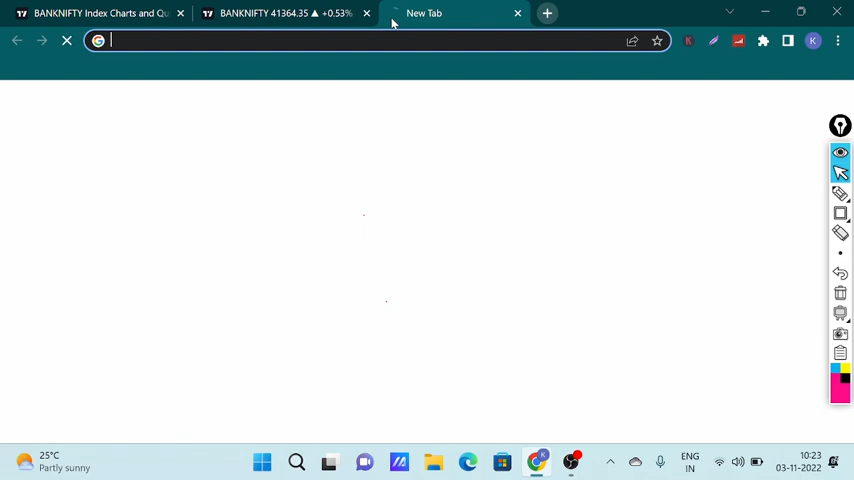 BANKNIFTY Index Charts and Qu
BANKNIFTY 41364.35 ▲ +0.53%
New Tab
K
K
25°C
Partly sunny
K
ENG
IN
10:23
03-11-2022